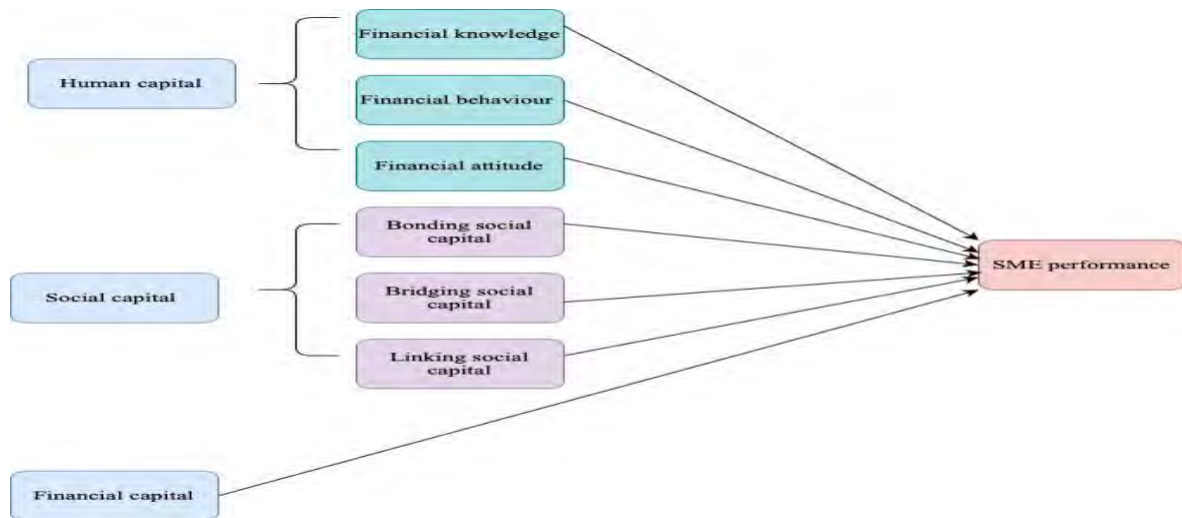 Financial knowledge
Human capital
Financial behaviour
Financial attitude
Bonding social
capital
Social capital
Bridging social
capital
SME performance
Linking social
capital
Financial capital